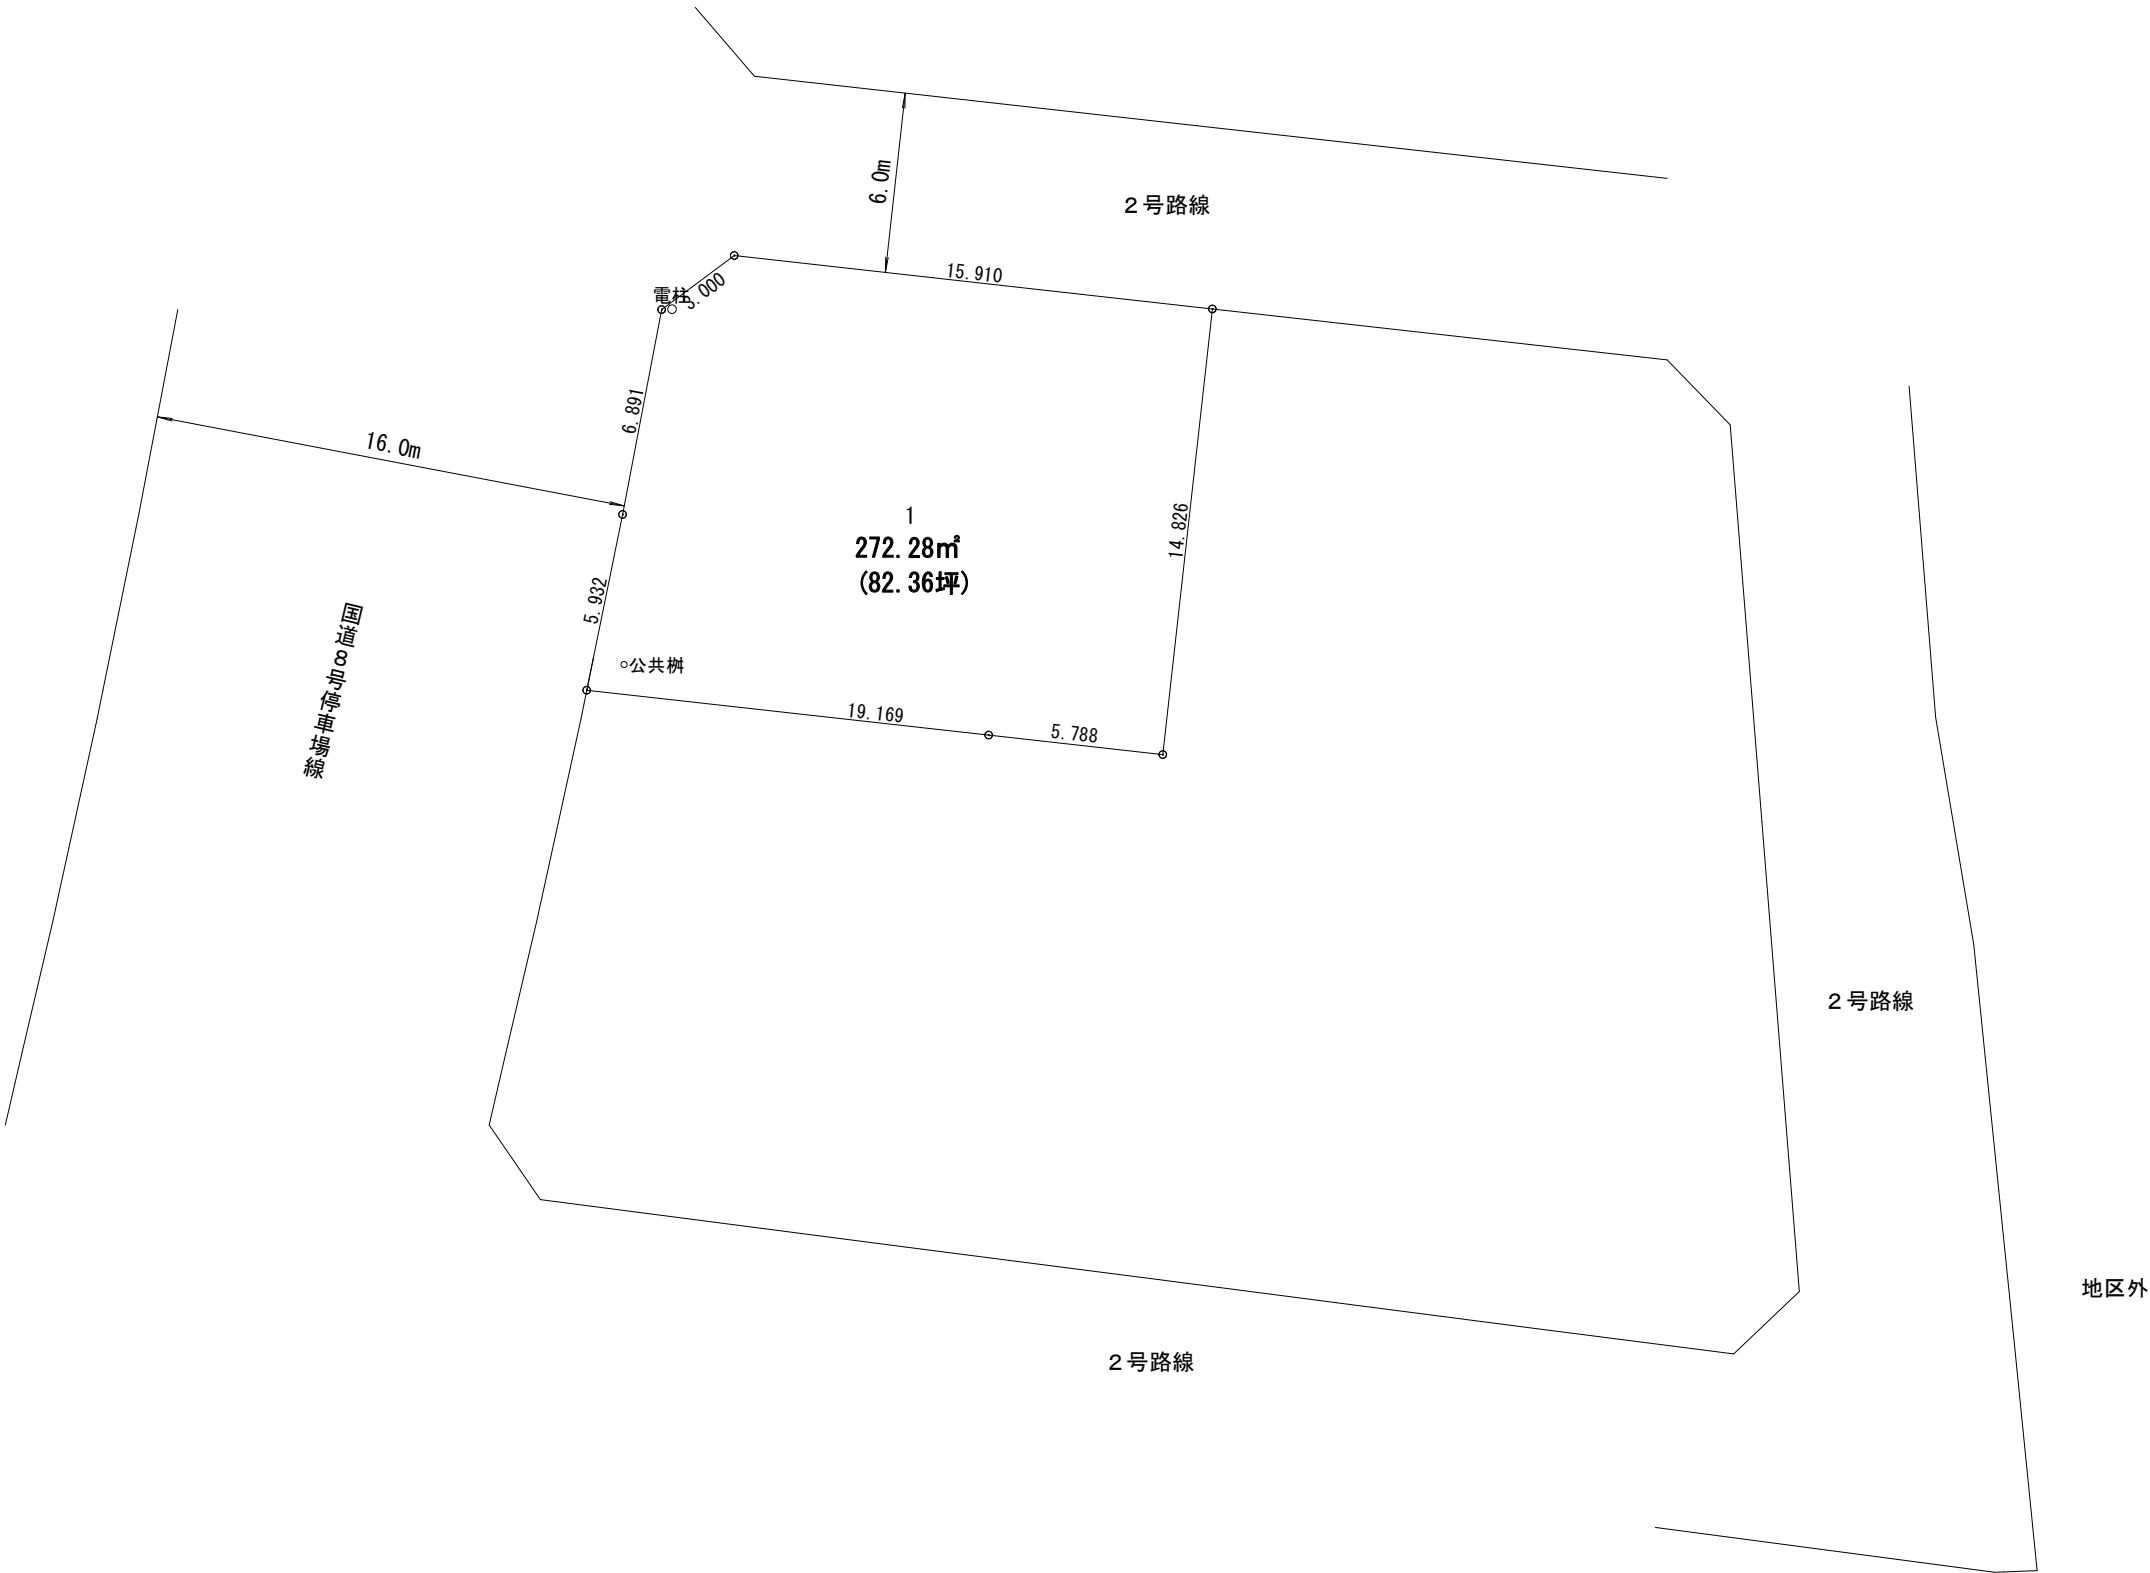 6.0m
２号路線
15.910
電柱
3.000
6.891
16.0m
1
272.28㎡
(82.36坪)
14.826
5.932
国道８号停車場線
公共桝
19.169
5.788
２号路線
地区外
２号路線